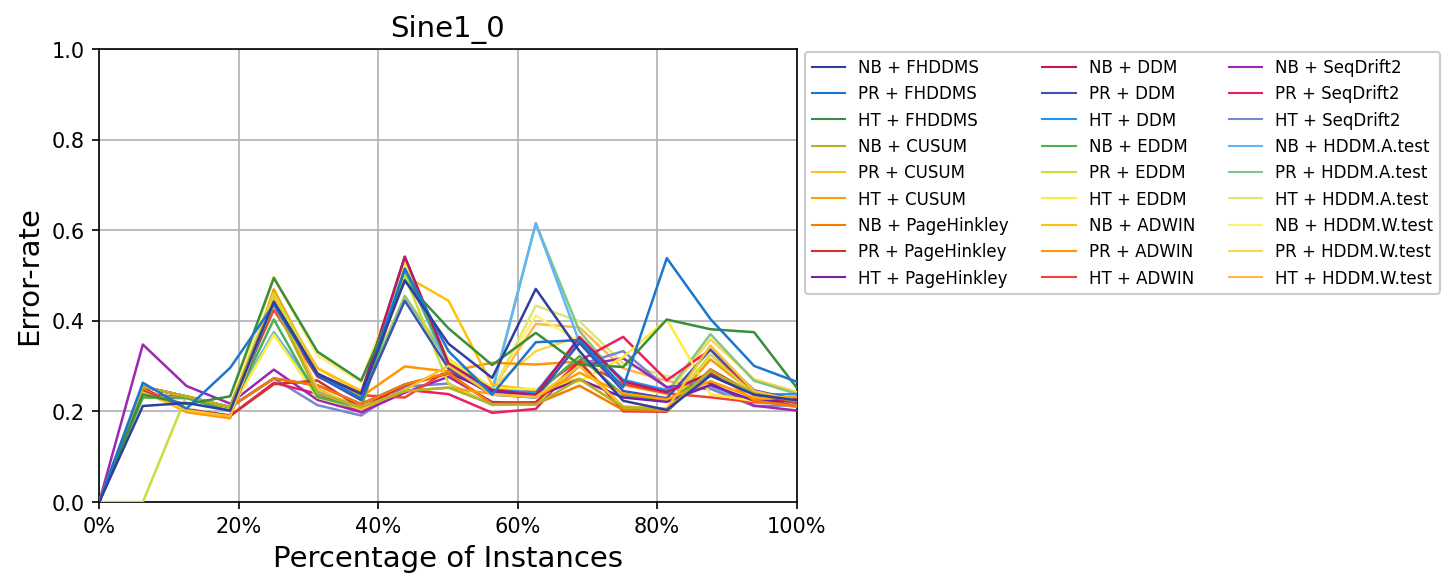 Sine1_0
Error-rate
1.0
0.8
0.6
0.4
0.2
0.0
0% 20% 40% 60% 80% 100%
Percentage of Instances
NB + FHDDMS
PR + FHDDMS
HT + FHDDMS
NB + CUSUM
PR + CUSUM
HT + CUSUM
NB + PageHinkley
PR + PageHinkley
HT + PageHinkley
NB + DDM
PR + DDM
HT + DDM
NB + EDDM
PR + EDDM
HT + EDDM
NB + ADWIN
PR + ADWIN
HT + ADWIN
NB + SeqDrift2
PR + SeqDrift2
HT + SeqDrift2
NB + HDDM.A.test
PR + HDDM.A.test
HT + HDDM.A.test
NB + HDDM.W.test
PR + HDDM.W.test
HT + HDDM.W.test